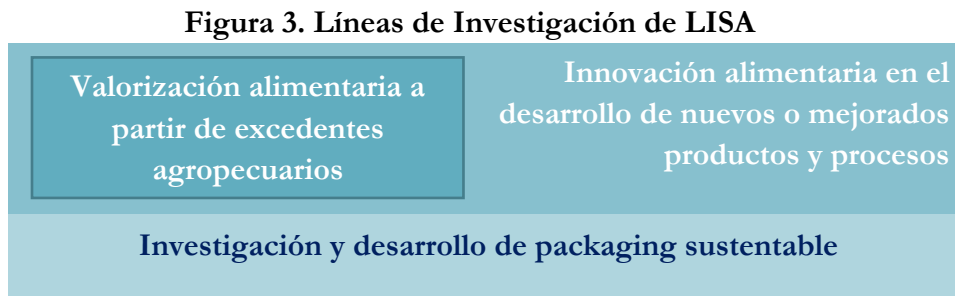 Figura 3. Líneas de Investigación de LISA
Valorización alimentaria a
partir de excedentes
agropecuarios
Innovación alimentaria en el
desarrollo de nuevos o mejorados
productos y procesos
Investigación y desarrollo de packaging sustentable